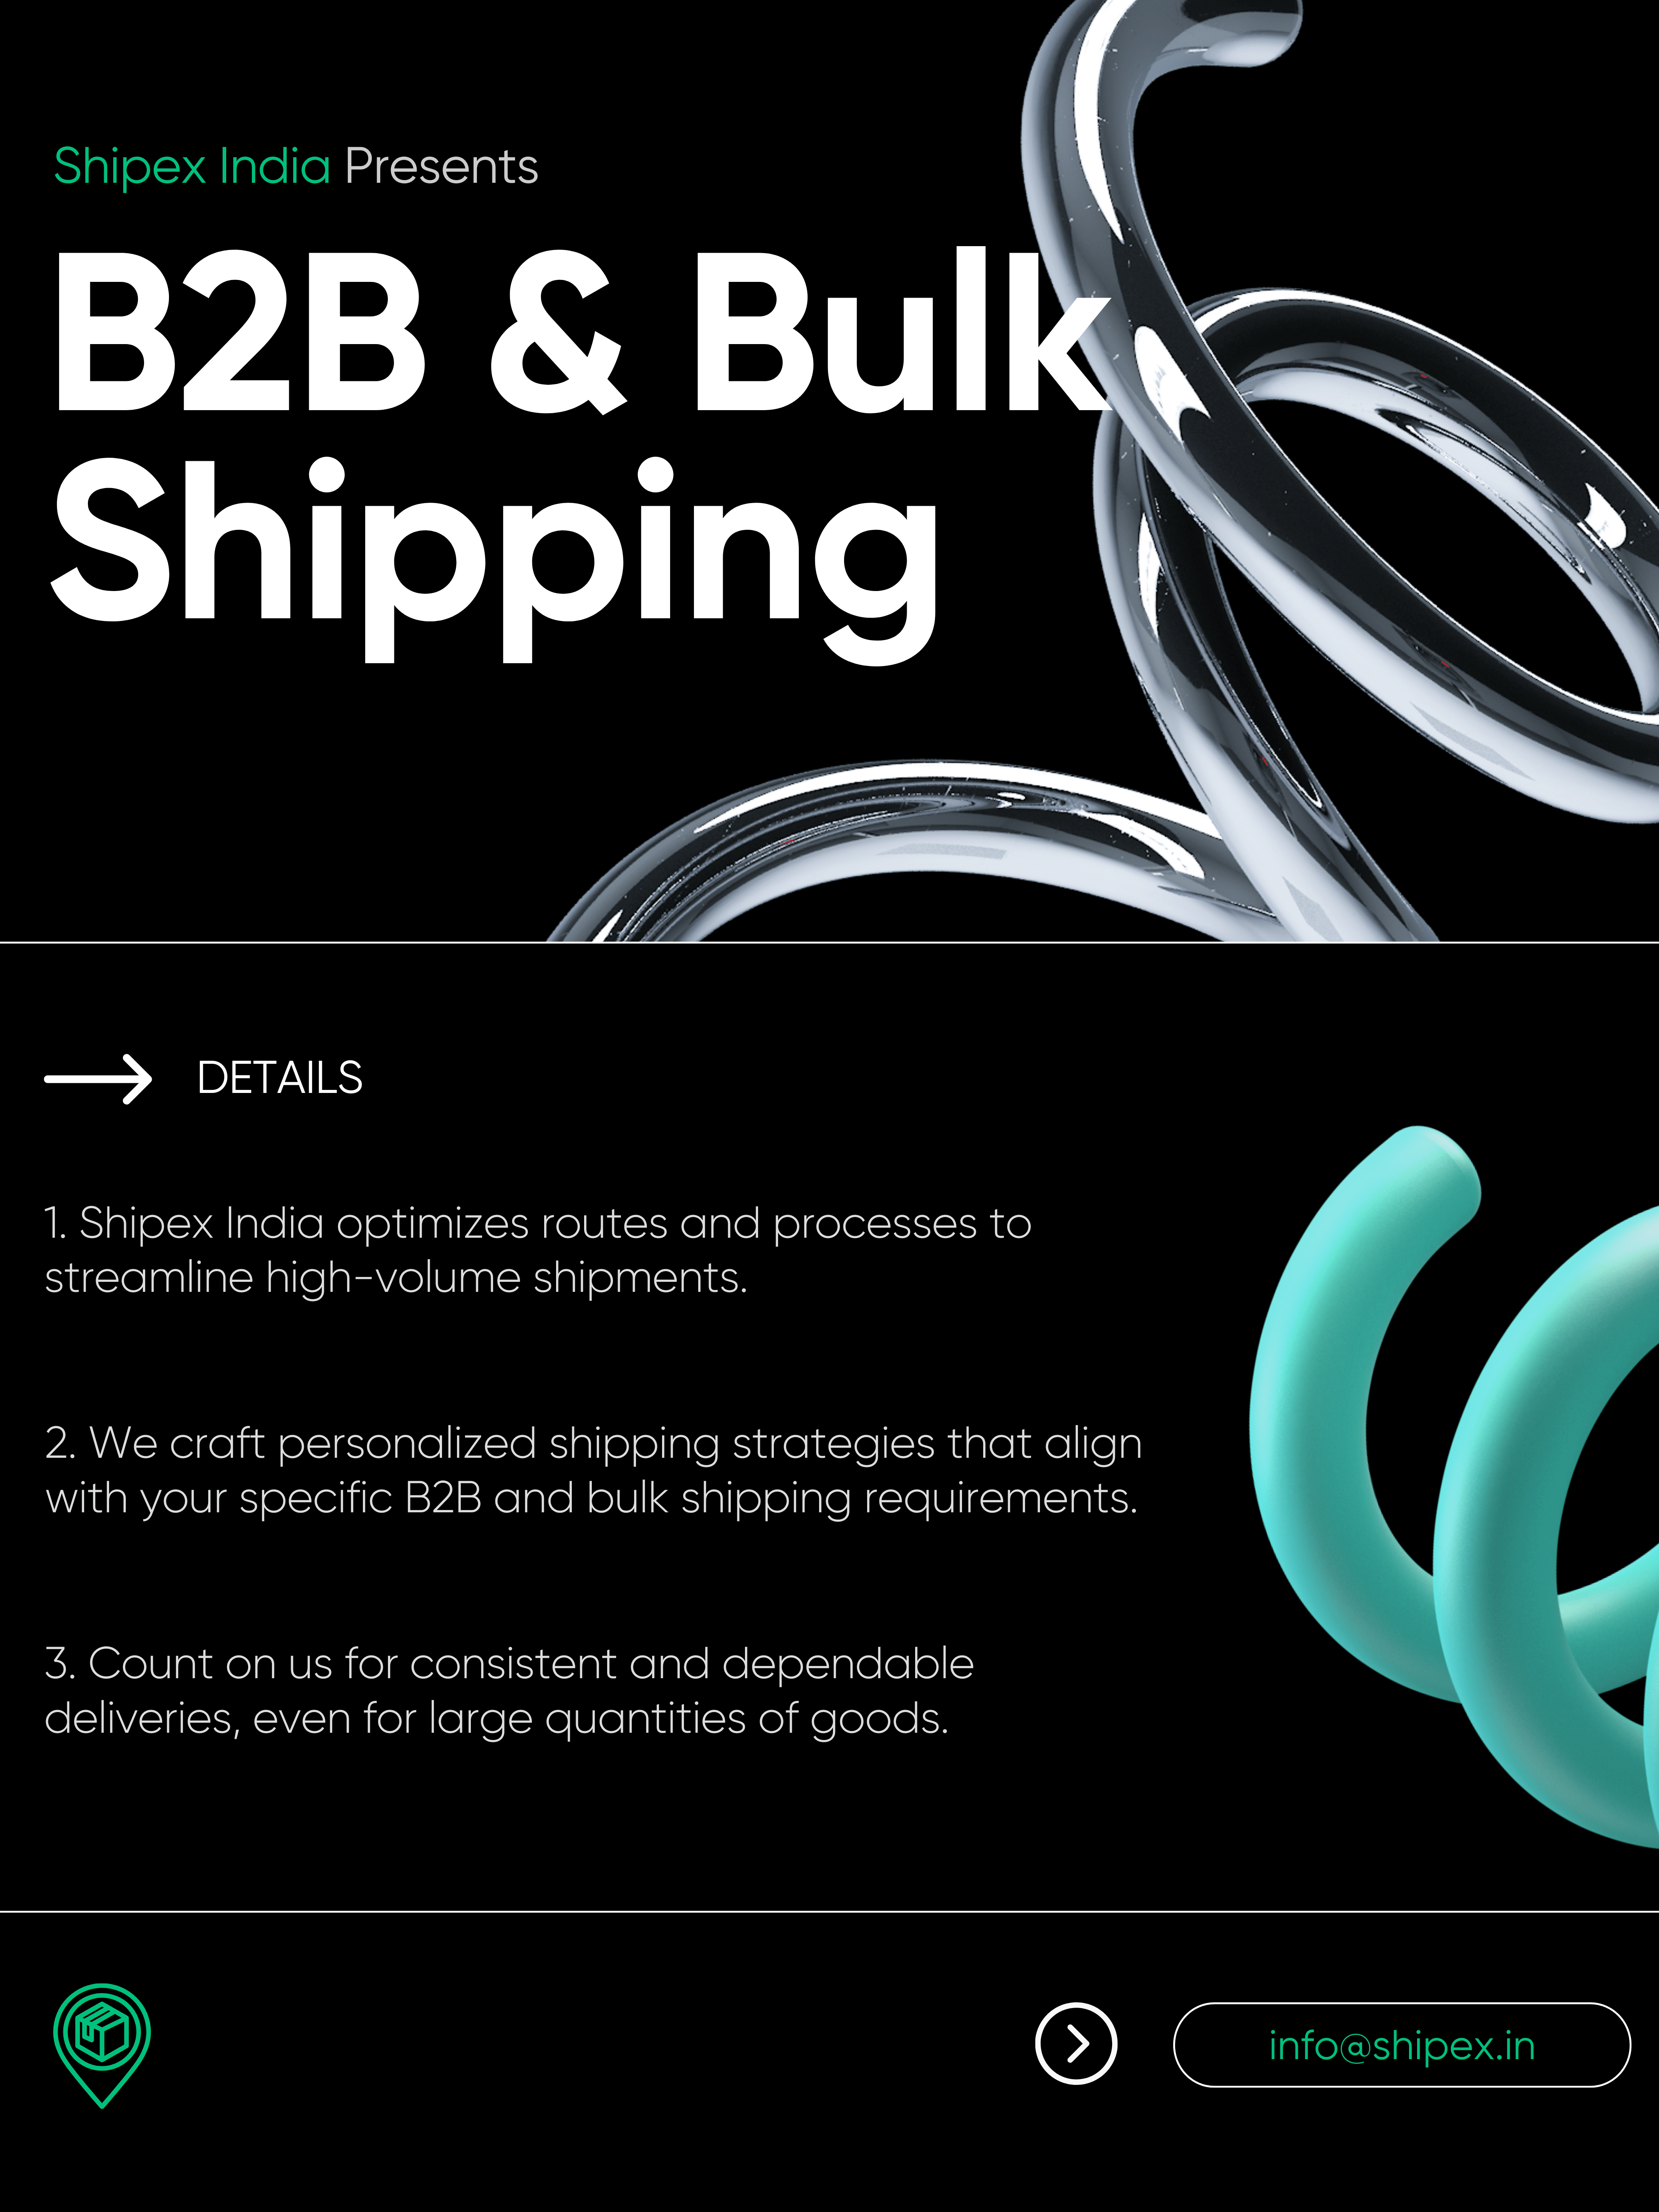 Shipex India Presents
B2B & Bulk
Shipping
DETAILS
1. Shipex India optimizes routes and processes to
streamline high-volume shipments.
2. We craft personalized shipping strategies that align
with your specific B2B and bulk shipping requirements.
3. Count on us for consistent and dependable
deliveries, even for large quantities of goods.
info@shipex.in